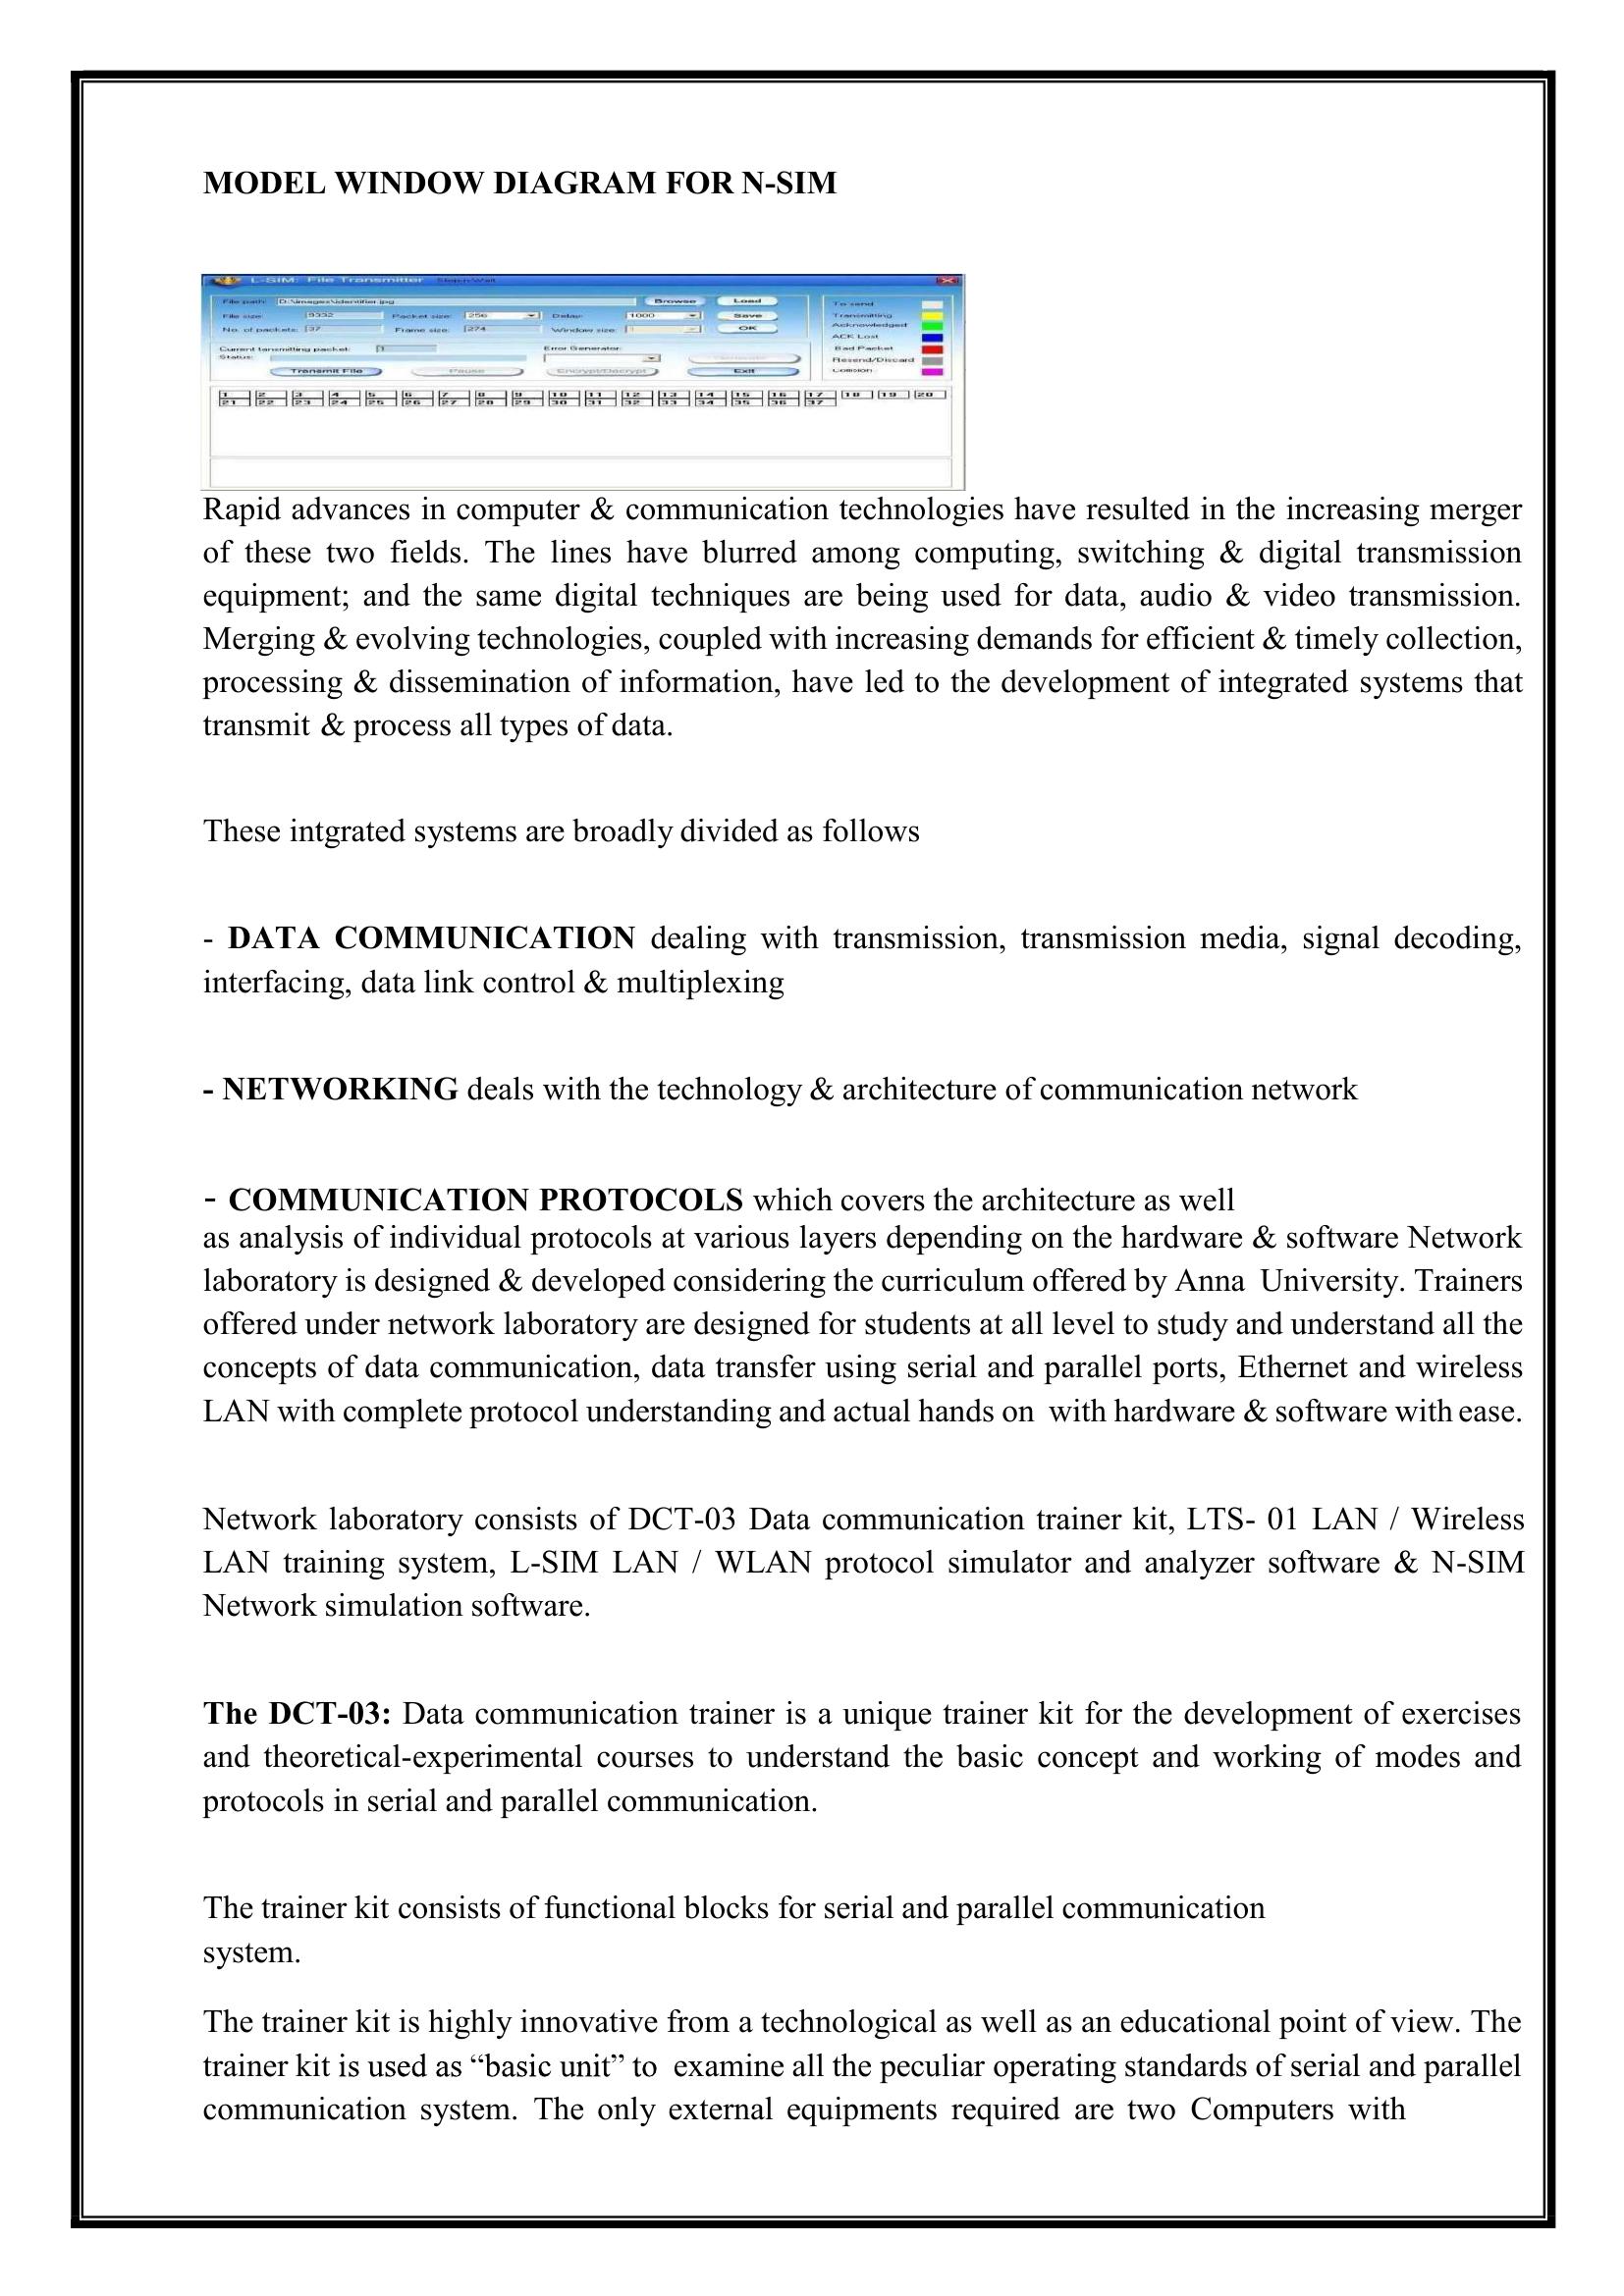 MODEL WINDOW DIAGRAM FOR N-SIM
L-SIM: File Transmitter
File path: D:\images\identifier.jpg Browse Load
File size: 9332 Packet size: 256 Delay: 1000 Save
No. of packets: 37 Frame size: 274 Window size: 1 OK
Current tansmitting packet: 1 Error Generator:
Status:
Transmit File Pause Encrypt/Decrypt Exit
To send
Transmitting
Acknowledged
ACK Lost
Bad Packet
Resend/Discard
Collision
1 2 3 4 5 6 7 8 9 10 11 12 13 14 15 16 17 18 19 20
21 22 23 24 25 26 27 28 29 30 31 32 33 34 35 36 37
Rapid advances in computer & communication technologies have resulted in the increasing merger
of these two fields. The lines have blurred among computing, switching & digital transmission
equipment; and the same digital techniques are being used for data, audio & video transmission.
Merging & evolving technologies, coupled with increasing demands for efficient & timely collection,
processing & dissemination of information, have led to the development of integrated systems that
transmit & process all types of data.
These intgrated systems are broadly divided as follows
- DATA COMMUNICATION dealing with transmission, transmission media, signal decoding,
interfacing, data link control & multiplexing
- NETWORKING deals with the technology & architecture of communication network
- COMMUNICATION PROTOCOLS which covers the architecture as well
as analysis of individual protocols at various layers depending on the hardware & software Network
laboratory is designed & developed considering the curriculum offered by Anna University. Trainers
offered under network laboratory are designed for students at all level to study and understand all the
concepts of data communication, data transfer using serial and parallel ports, Ethernet and wireless
LAN with complete protocol understanding and actual hands on with hardware & software with ease.
Network laboratory consists of DCT-03 Data communication trainer kit, LTS- 01 LAN / Wireless
LAN training system, L-SIM LAN / WLAN protocol simulator and analyzer software & N-SIM
Network simulation software.
The DCT-03: Data communication trainer is a unique trainer kit for the development of exercises
and theoretical-experimental courses to understand the basic concept and working of modes and
protocols in serial and parallel communication.
The trainer kit consists of functional blocks for serial and parallel communication
system.
The trainer kit is highly innovative from a technological as well as an educational point of view. The
trainer kit is used as “basic unit” to examine all the peculiar operating standards of serial and parallel
communication system. The only external equipments required are two Computers with